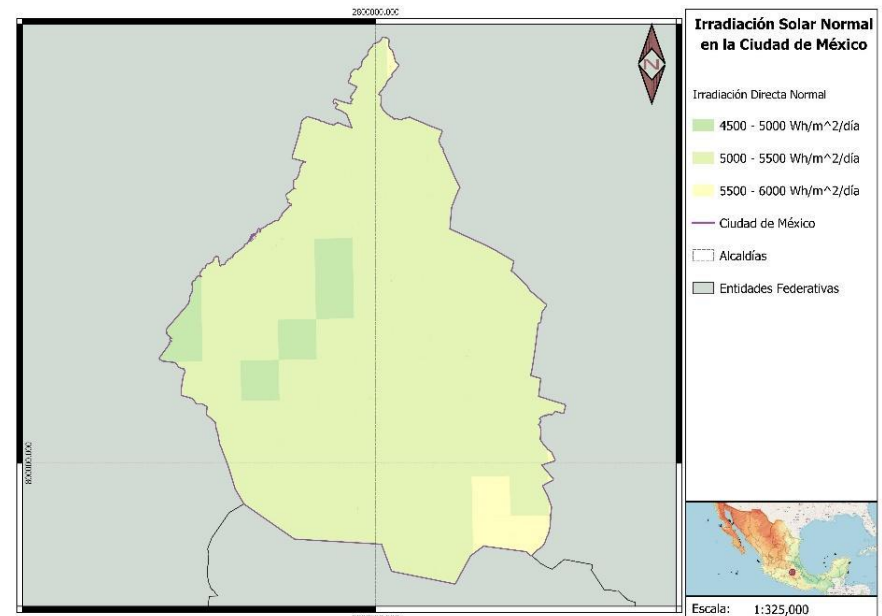 2800000.000
Irradiación Solar Normal
en la Ciudad de México
N
Irradiación Directa Normal
4500 - 5000 Wh/m^2/día
5000 - 5500 Wh/m^2/día
5500 - 6000 Wh/m^2/día
Ciudad de México
Alcaldías
Entidades Federativas
Escala: 1:325,000